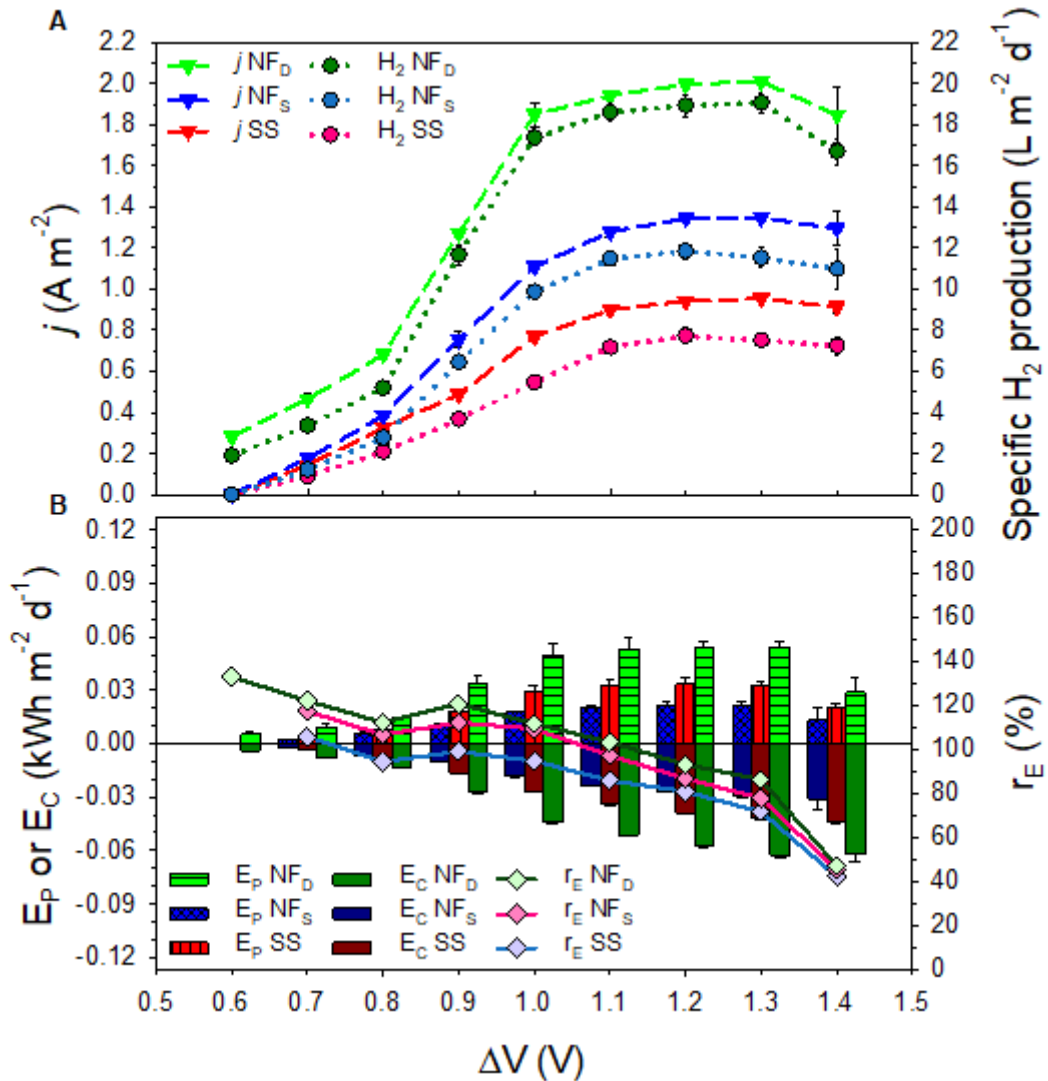 A
j (A m-2)
2.2
2.0
1.8
1.6
1.4
1.2
1.0
0.8
0.6
0.4
0.2
0.0
j NFD
j NFS
j SS
H2 NFD
H2 NFS
H2 SS
22
20
18
16
14
12
10
8
6
4
2
0
Specific H2 production (L m-2 d-1)
B
EP or EC (kWh m-2 d-1)
0.12
0.09
0.06
0.03
0.00
-0.03
-0.06
-0.09
-0.12
EP NFD
EP NFS
EP SS
EC NFD
EC NFS
EC SS
rE NFD
rE NFS
rE SS
200
180
160
140
120
100
80
60
40
20
0
rE (%)
0.5 0.6 0.7 0.8 0.9 1.0 1.1 1.2 1.3 1.4 1.5
ΔV (V)